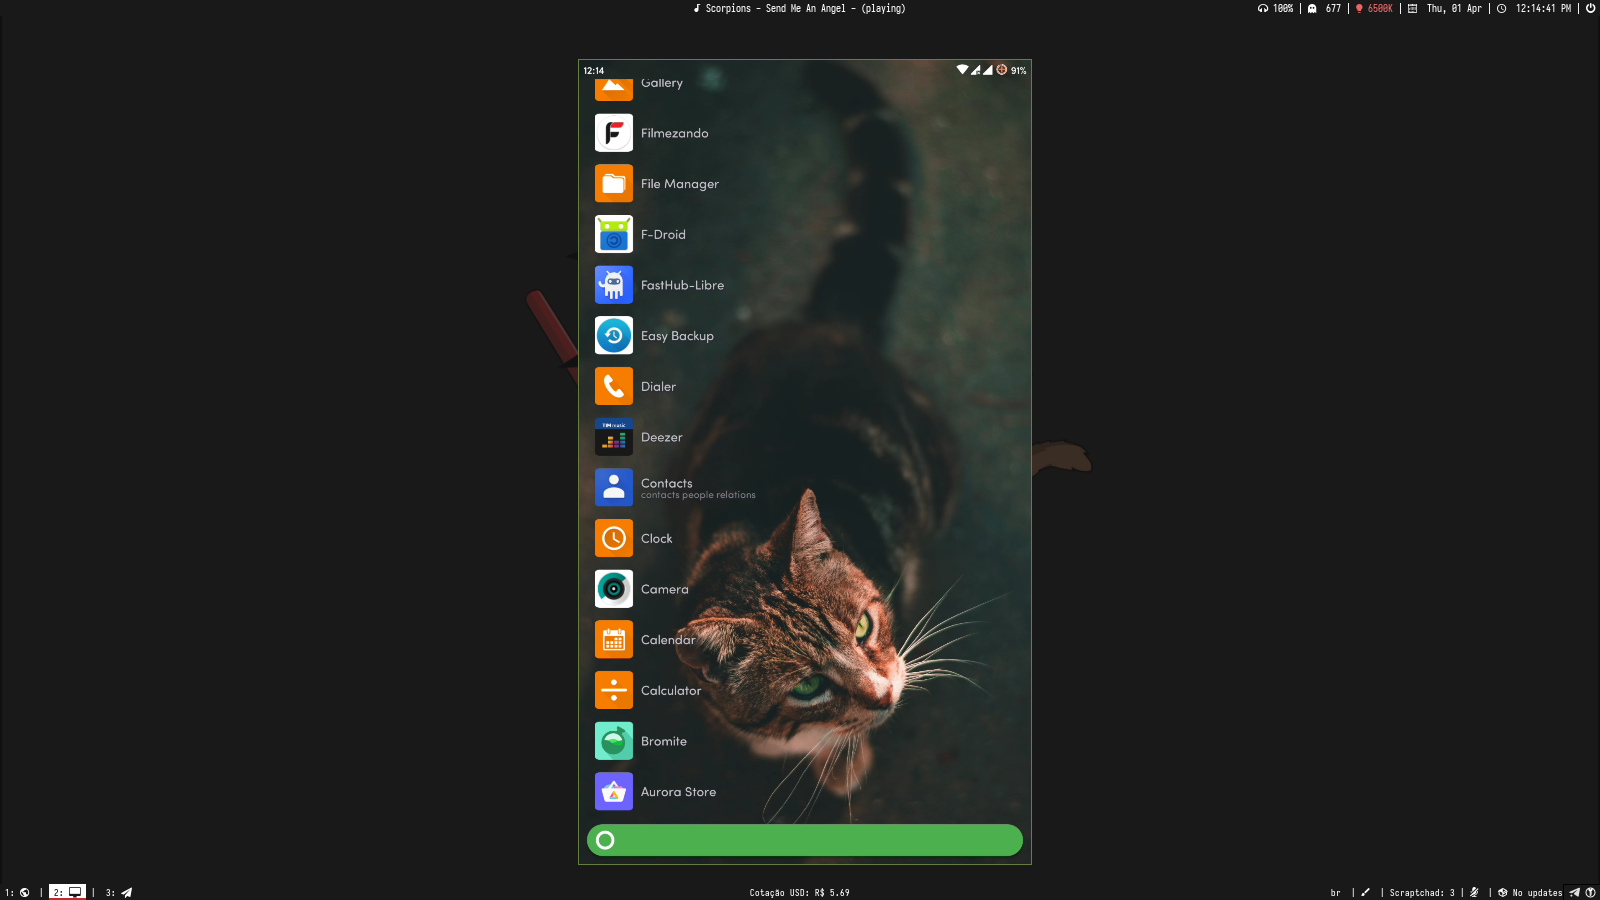 Scorpions - Send Me An Angel - (playing)
100% | 677 | 6500K | Thu, 01 Apr | 12:14:41 PM |
12:14 91%
Gallery
Filmezando
File Manager
F-Droid
FastHub-Libre
Easy Backup
Dialer
TIM music
Deezer
Contacts
contacts people relations
Clock
Camera
Calendar
Calculator
Bromite
Aurora Store
1: | 2: | 3:
Cotação USD: R$ 5.69
br | | Scraptchad: 3 | | No updates